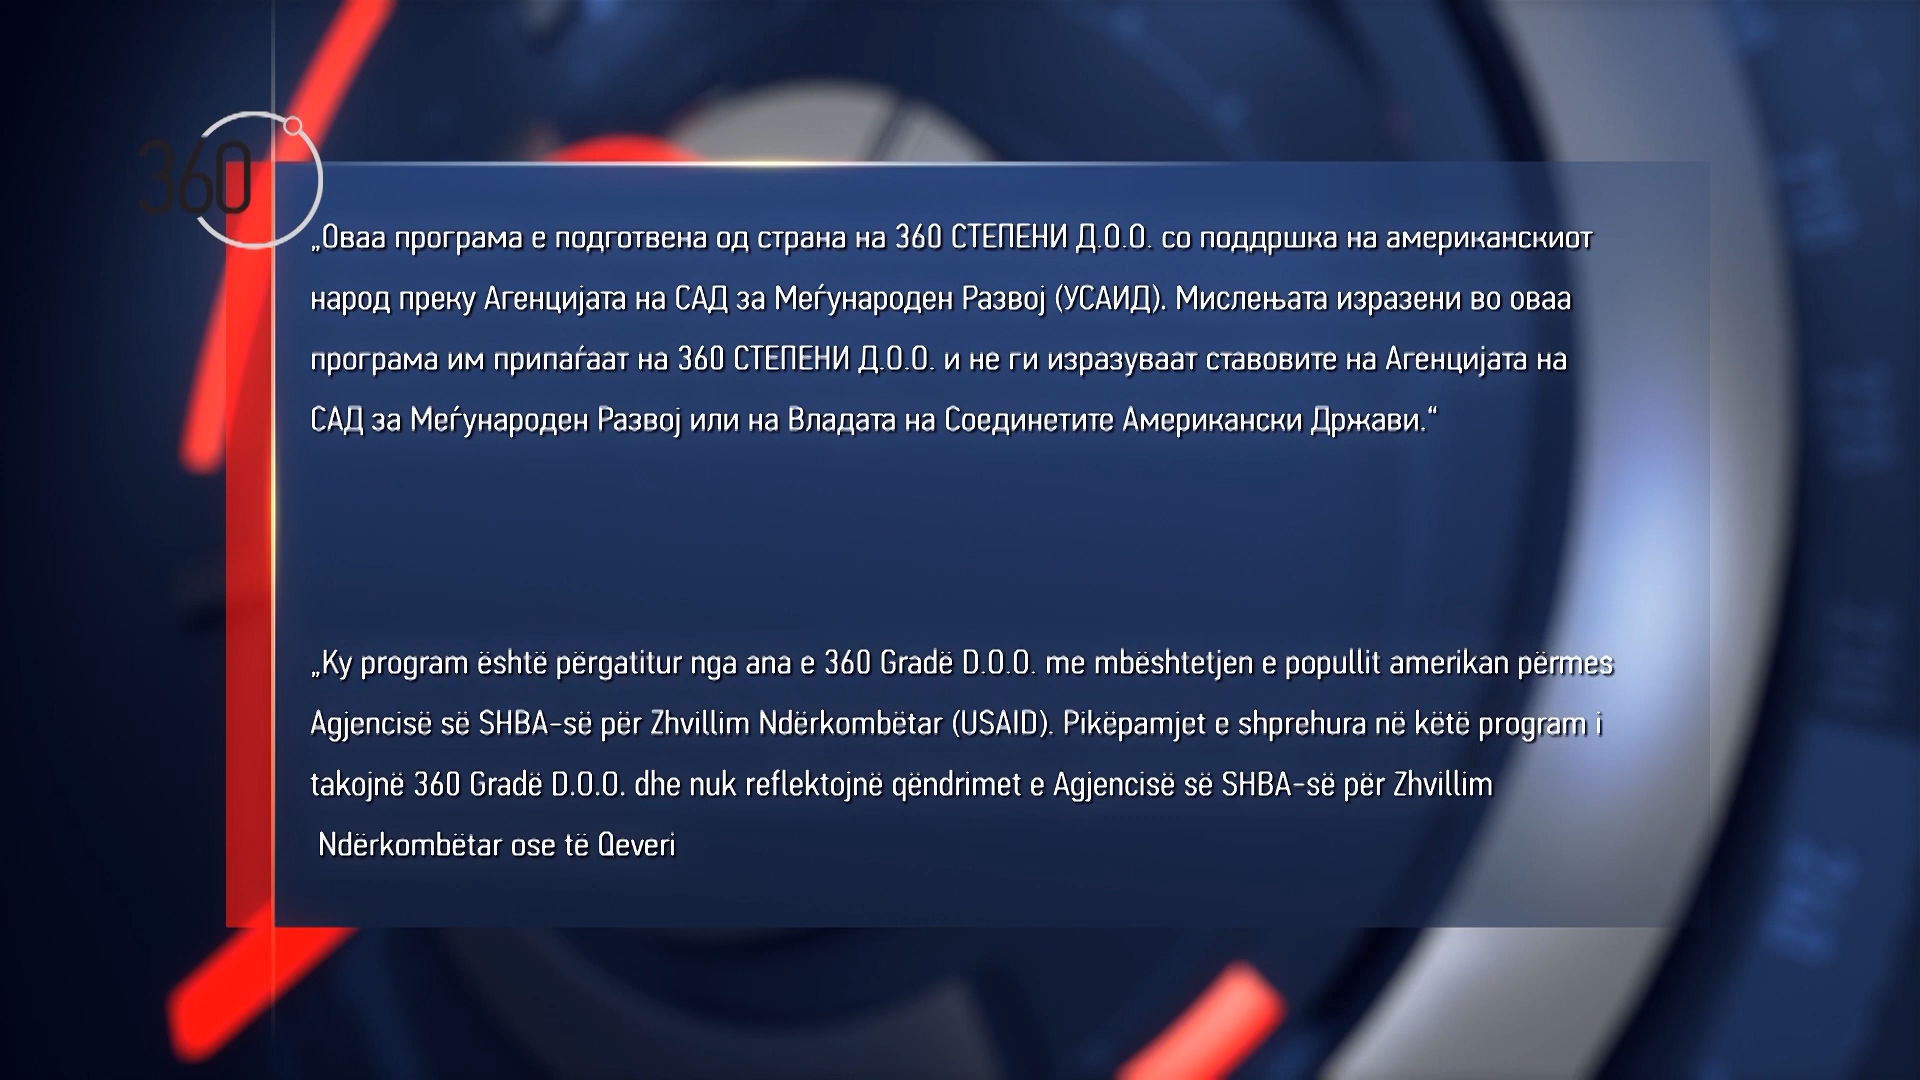 360
„Оваа програма е подготвена од страна на 360 СТЕПЕНИ Д.О.О. со поддршка на американскиот
народ преку Агенцијата на САД за Меѓународен Развој (УСАИД). Мислењата изразени во оваа
програма им припаѓаат на 360 СТЕПЕНИ Д.О.О. и не ги изразуваат ставовите на Агенцијата на
САД за Меѓународен Развој или на Владата на Соединетите Американски Држави.“
„Ky program është përgatitur nga ana e 360 Gradë D.O.O. me mbështetjen e popullit amerikan përmes
Agjencisë së SHBA-së për Zhvillim Ndërkombëtar (USAID). Pikëpamjet e shprehura në këtë program i
takojnë 360 Gradë D.O.O. dhe nuk reflektojnë qëndrimet e Agjencisë së SHBA-së për Zhvillim
Ndërkombëtar ose të Qeveri